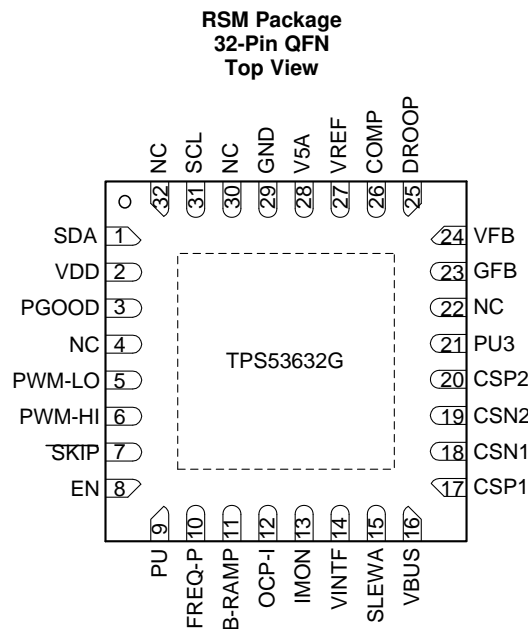 RSM Package
32-Pin QFN
Top View
NC
SCL
NC
GND
V5A
VREF
COMP
DROOP
32
31
30
29
28
27
26
25
SDA 1
VDD 2
PGOOD 3
NC 4
PWM-LO 5
PWM-HI 6
SKIP 7
EN 8
TPS53632G
24 VFB
23 GFB
22 NC
21 PU3
20 CSP2
19 CSN2
18 CSN1
17 CSP1
9
10
11
12
13
14
15
16
PU
FREQ-P
B-RAMP
OCP-I
IMON
VINTF
SLEWA
VBUS